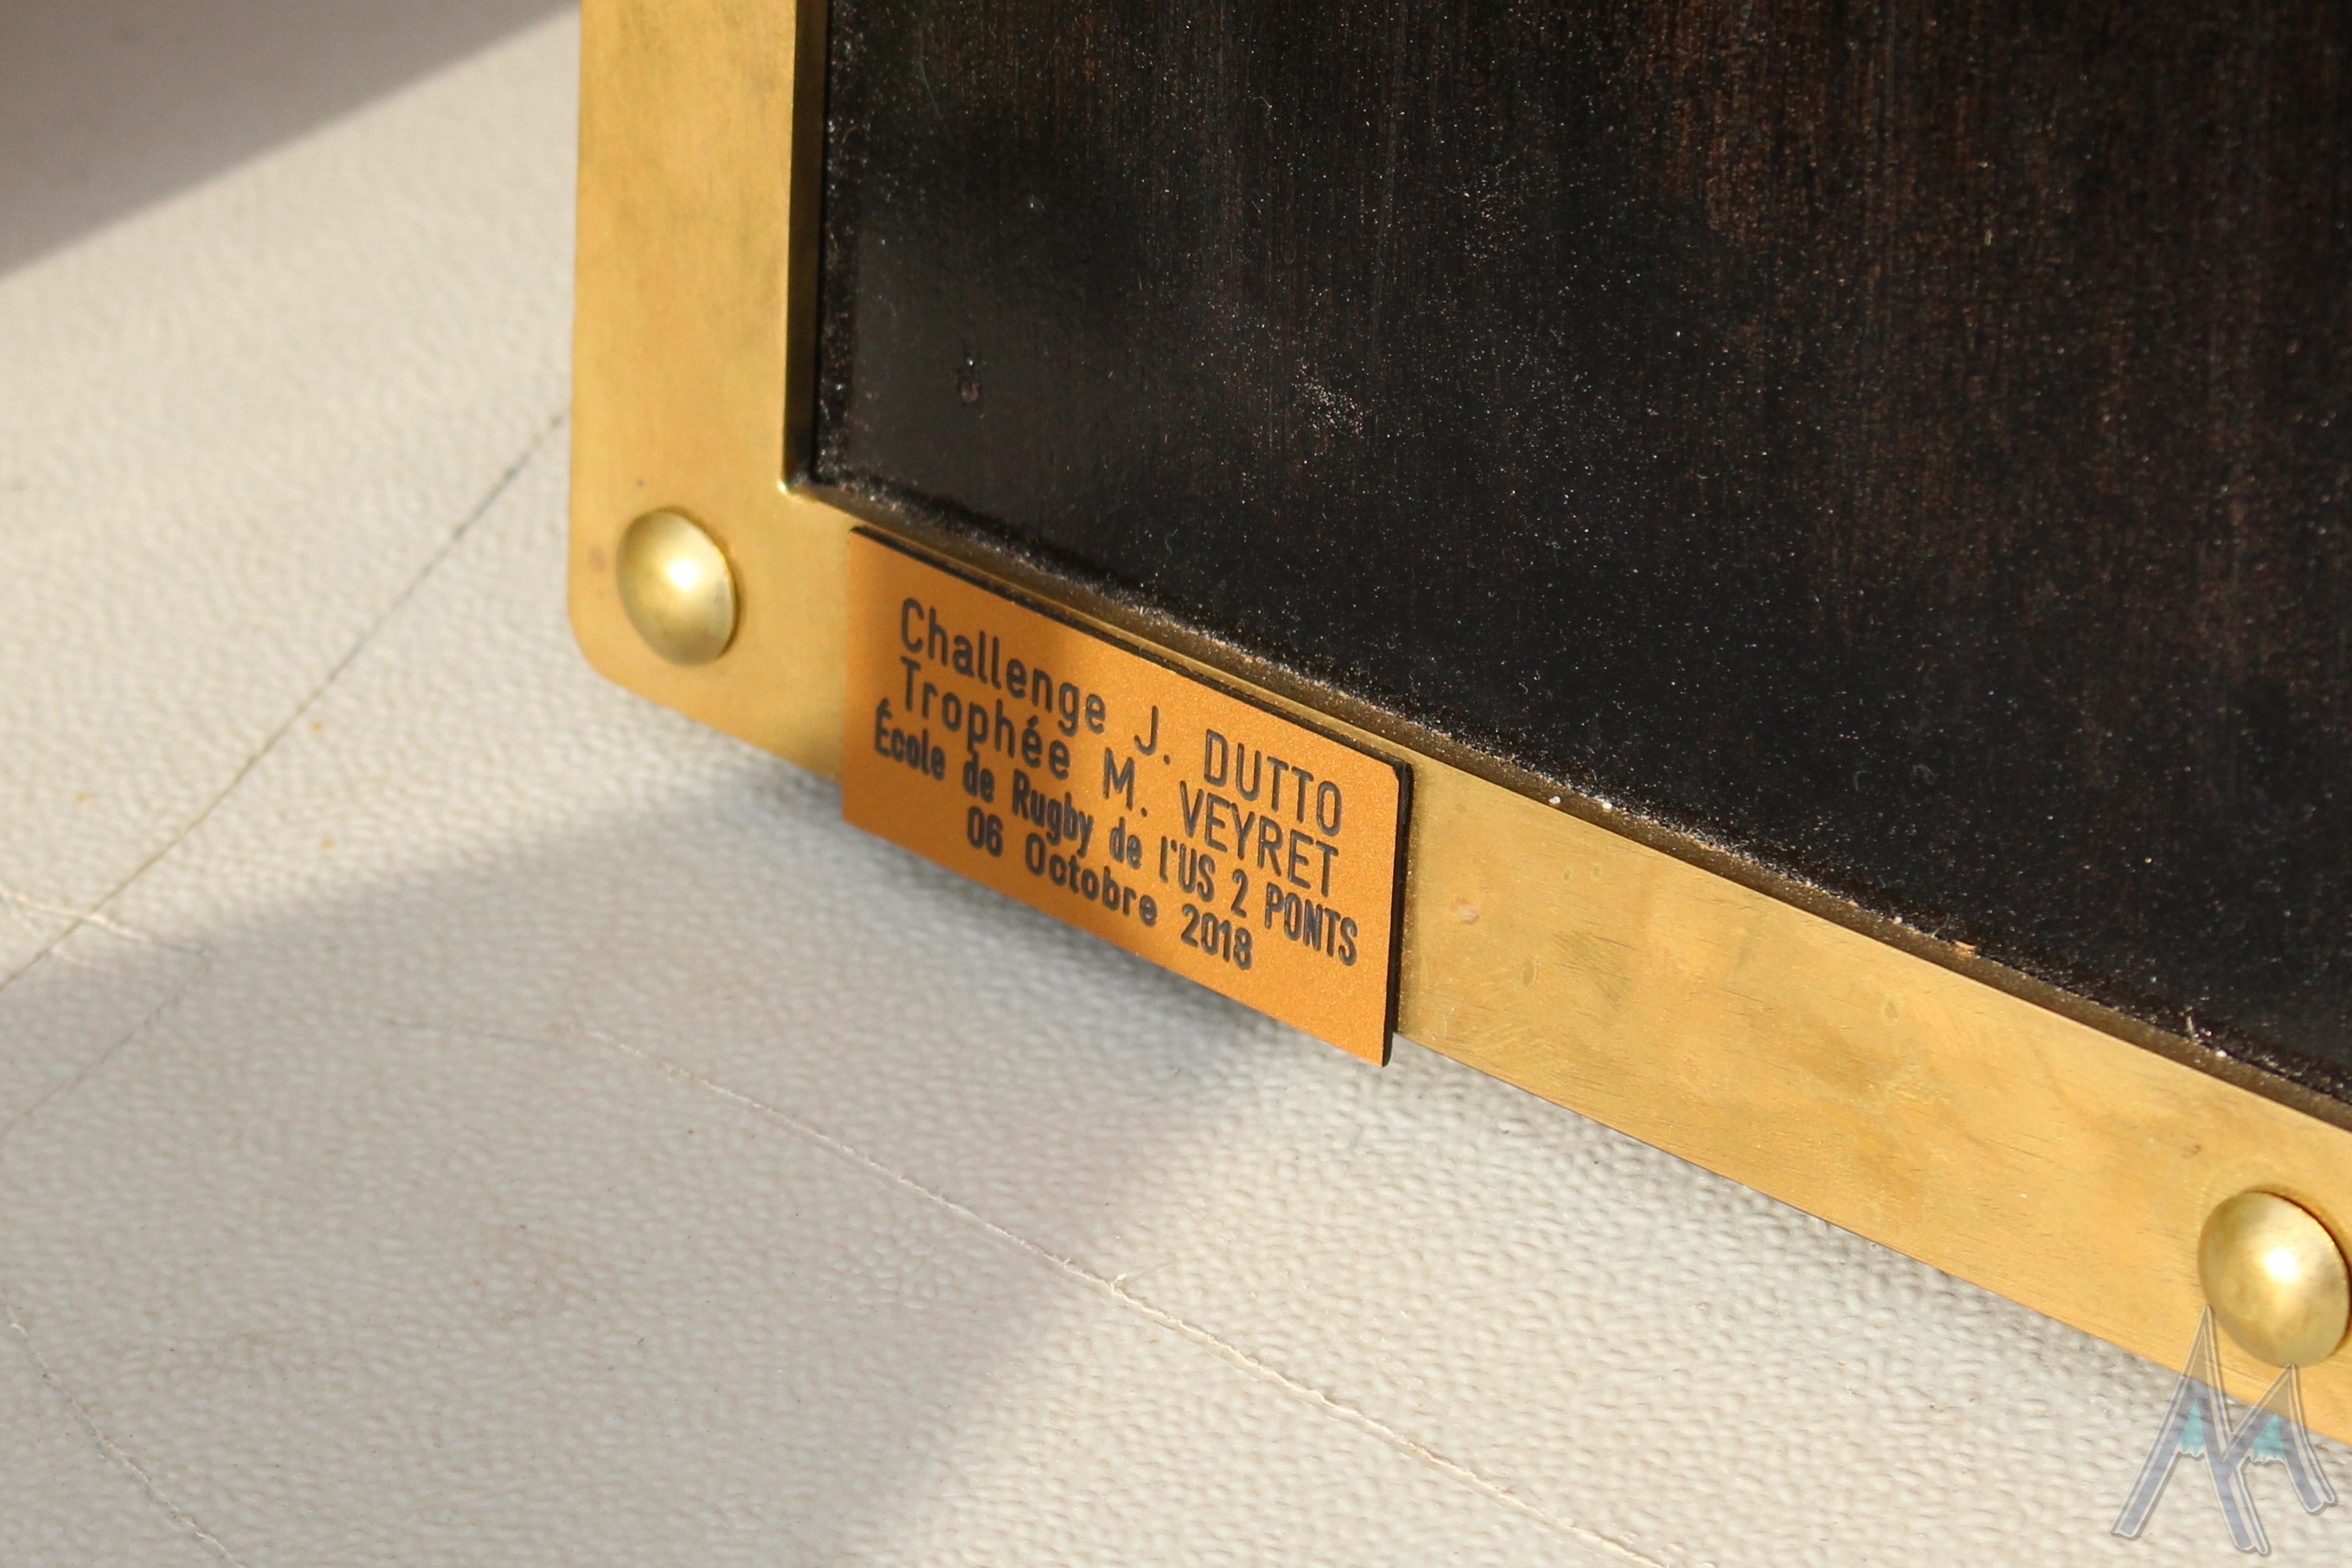 Challenge J. DUTTO
Trophée M. VEYRET
École de Rugby de l'US 2 PONTS
06 Octobre 2018